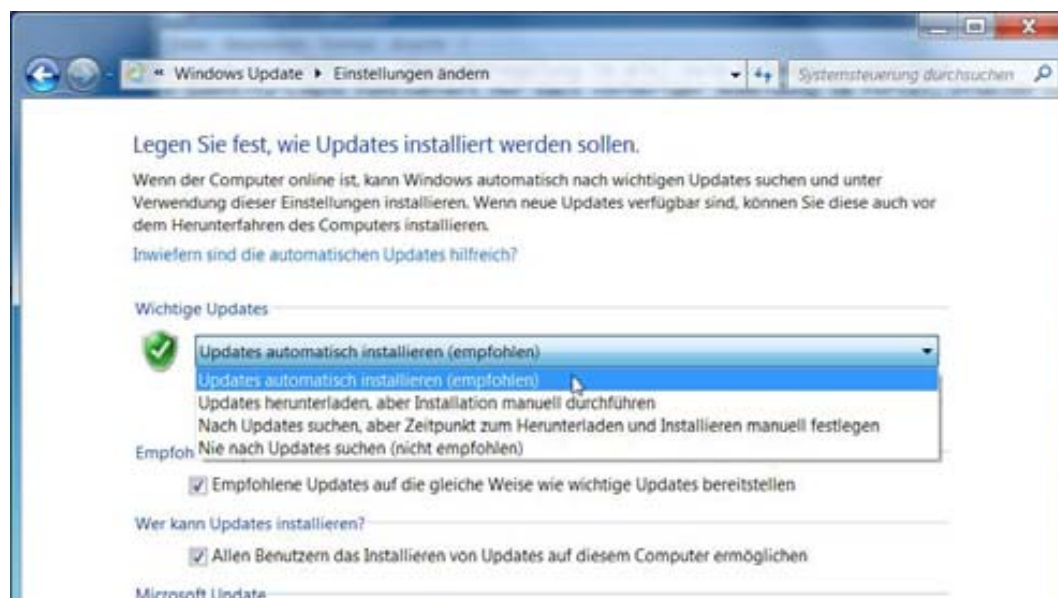 « Windows Update ▸ Einstellungen ändern
Systemsteuerung durchsuchen
Legen Sie fest, wie Updates installiert werden sollen.
Wenn der Computer online ist, kann Windows automatisch nach wichtigen Updates suchen und unter
Verwendung dieser Einstellungen installieren. Wenn neue Updates verfügbar sind, können Sie diese auch vor
dem Herunterfahren des Computers installieren.
Inwiefern sind die automatischen Updates hilfreich?
Wichtige Updates
Updates automatisch installieren (empfohlen)
Updates automatisch installieren (empfohlen)
Updates herunterladen, aber Installation manuell durchführen
Nach Updates suchen, aber Zeitpunkt zum Herunterladen und Installieren manuell festlegen
Nie nach Updates suchen (nicht empfohlen)
Empfoh
Empfohlene Updates auf die gleiche Weise wie wichtige Updates bereitstellen
Wer kann Updates installieren?
Allen Benutzern das Installieren von Updates auf diesem Computer ermöglichen
Microsoft Update